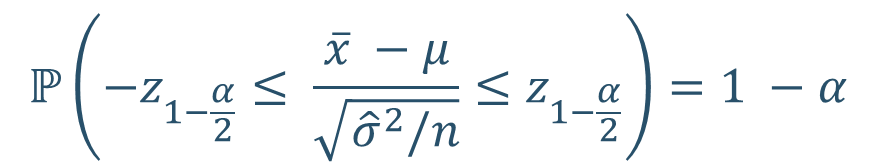 ℙ(−z_{1−α/2} ≤ (x̄ − μ)/√(σ̂²/n) ≤ z_{1−α/2}) = 1 − α